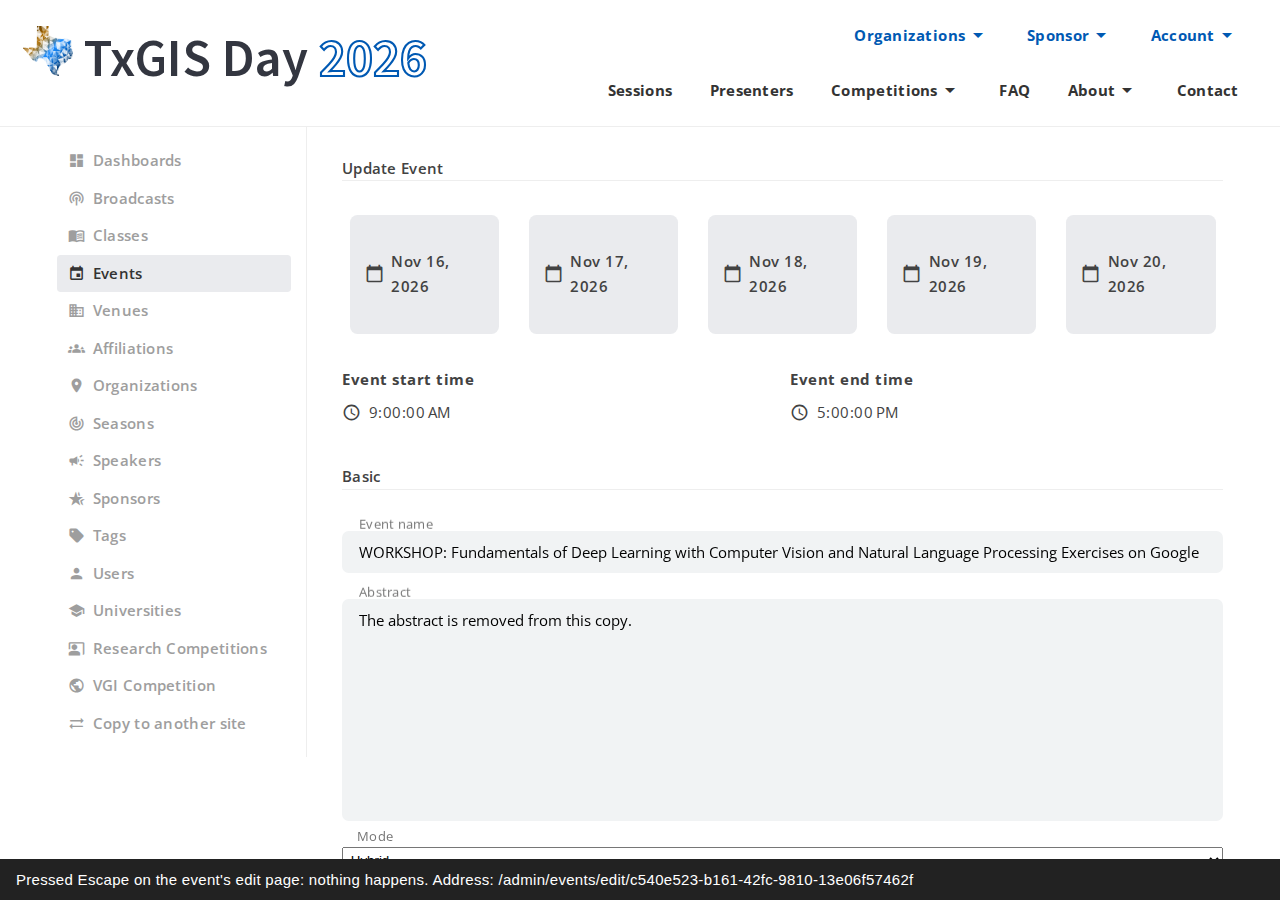 TxGIS Day 2026
Organizations
Sponsor
Account
Sessions
Presenters
Competitions
FAQ
About
Contact
Dashboards
Broadcasts
Classes
Events
Venues
Affiliations
Organizations
Seasons
Speakers
Sponsors
Tags
Users
Universities
Research Competitions
VGI Competition
Copy to another site
Update Event
Nov 16,
2026
Nov 17,
2026
Nov 18,
2026
Nov 19,
2026
Nov 20,
2026
Event start time
9:00:00 AM
Event end time
5:00:00 PM
Basic
Event name
WORKSHOP: Fundamentals of Deep Learning with Computer Vision and Natural Language Processing Exercises on Google
Abstract
The abstract is removed from this copy.
Mode
Hybrid
Pressed Escape on the event's edit page: nothing happens. Address: /admin/events/edit/c540e523-b161-42fc-9810-13e06f57462f